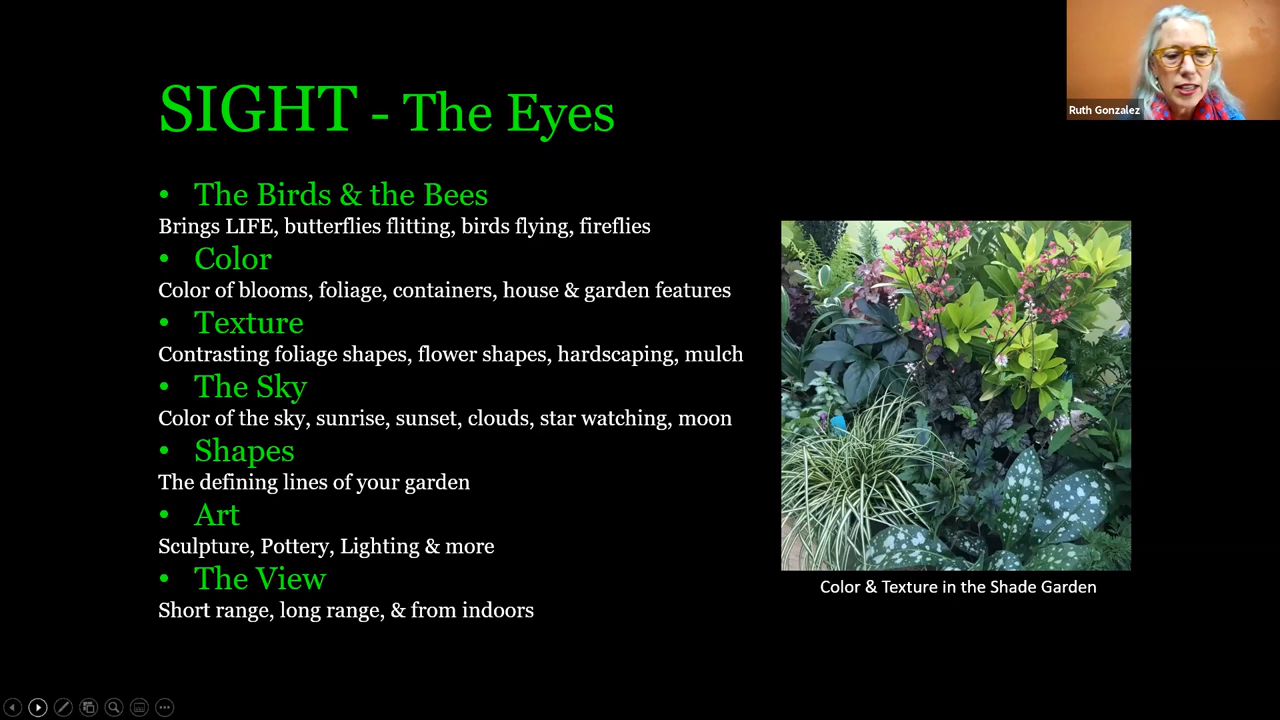 Ruth Gonzalez
SIGHT - The Eyes
• The Birds & the Bees
Brings LIFE, butterflies flitting, birds flying, fireflies
• Color
Color of blooms, foliage, containers, house & garden features
• Texture
Contrasting foliage shapes, flower shapes, hardscaping, mulch
• The Sky
Color of the sky, sunrise, sunset, clouds, star watching, moon
• Shapes
The defining lines of your garden
• Art
Sculpture, Pottery, Lighting & more
• The View
Short range, long range, & from indoors
Color & Texture in the Shade Garden